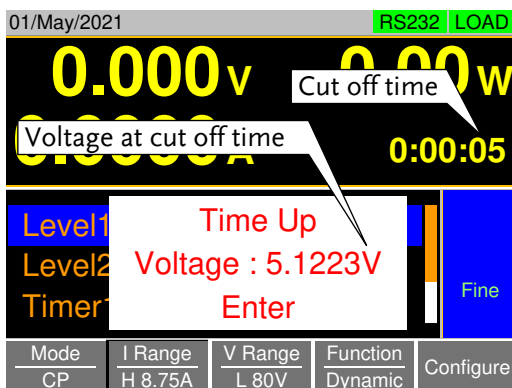 01/May/2021 RS232 LOAD
0.000V W
Cut off time
Voltage at cut off time
A 0:00:05
Level1
Level2
Timer1
Time Up
Voltage : 5.1223V
Enter
Fine
Mode I Range V Range Function Configure
CP H 8.75A L 80V Dynamic